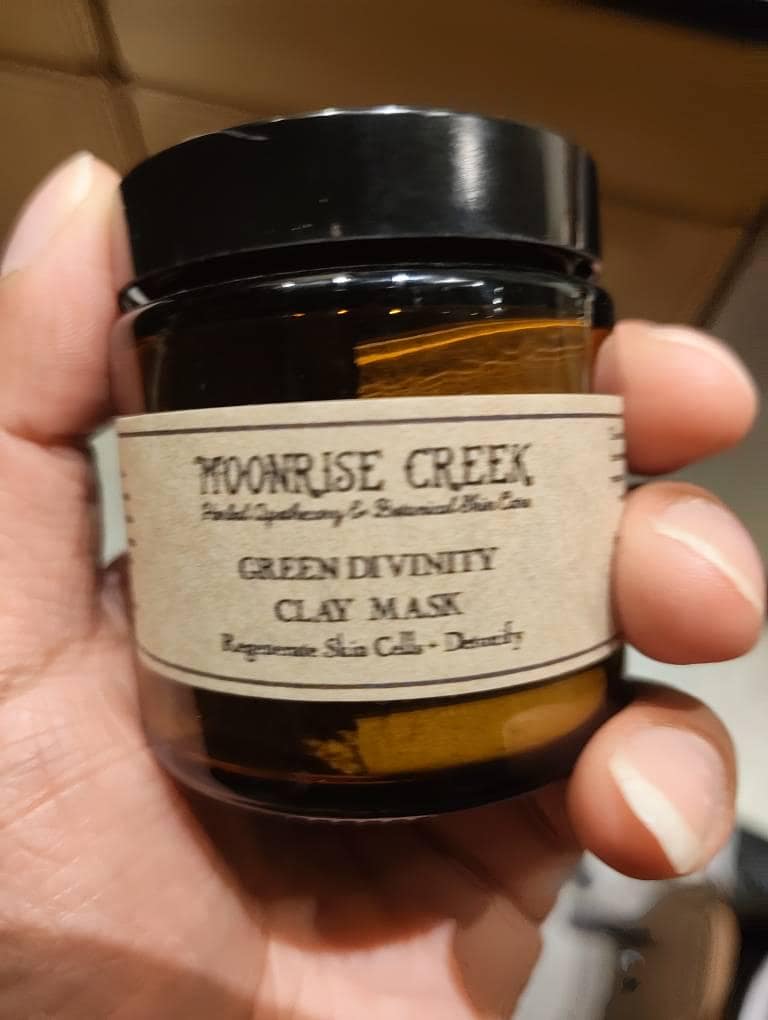 MOONRISE CREEK
Herbal Apothecary & Botanical Skin Care
GREEN DIVINITY
CLAY MASK
Regenerate Skin Cells - Detoxify